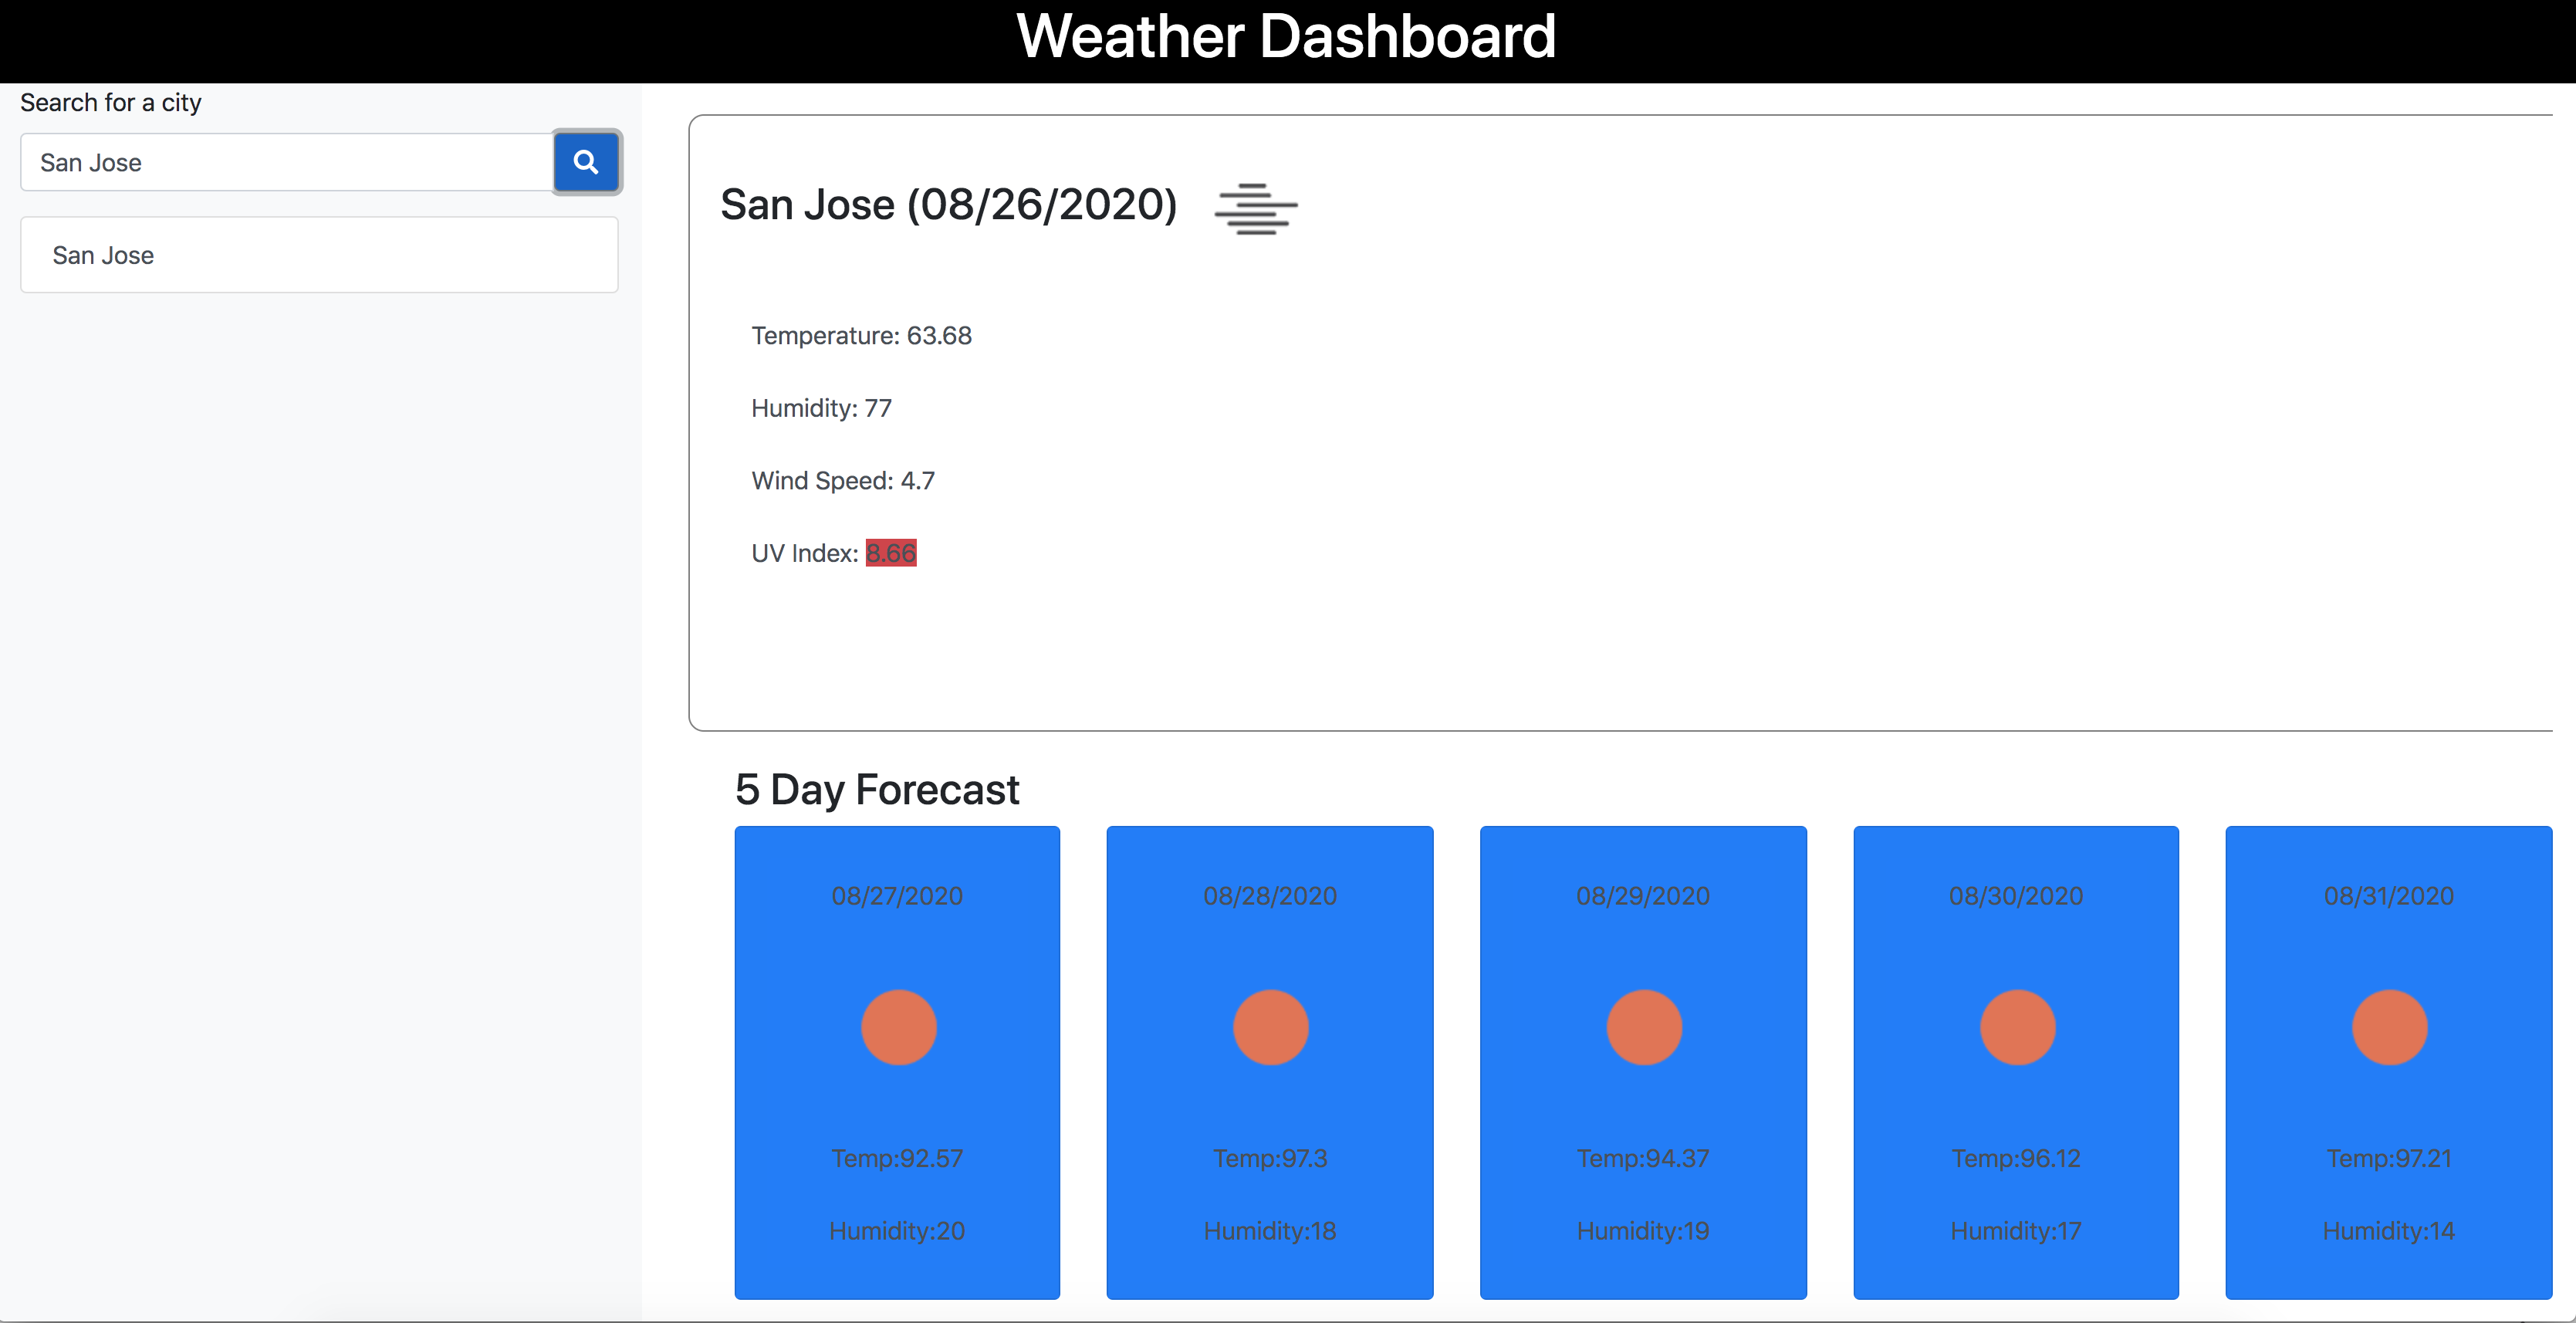 Weather Dashboard
Search for a city
San Jose
San Jose
San Jose (08/26/2020)
Temperature: 63.68
Humidity: 77
Wind Speed: 4.7
UV Index: 8.66
5 Day Forecast
08/27/2020
Temp:92.57
Humidity:20
08/28/2020
Temp:97.3
Humidity:18
08/29/2020
Temp:94.37
Humidity:19
08/30/2020
Temp:96.12
Humidity:17
08/31/2020
Temp:97.21
Humidity:14